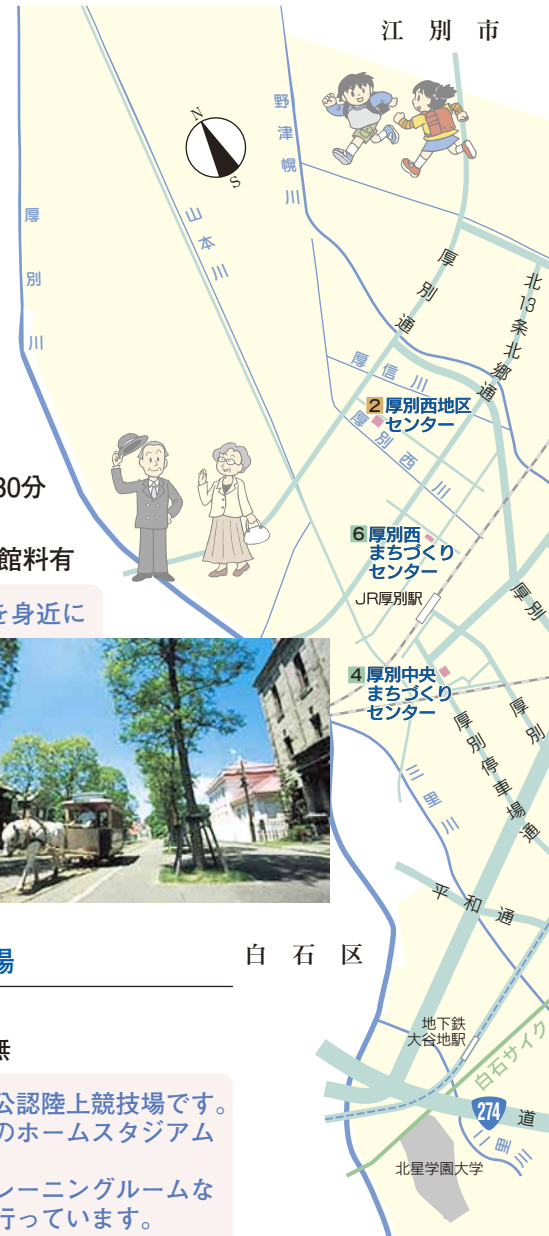 江別市
N
S
野津幌川
山本川
厚別川
厚別通
北13条北郷通
厚信川
2 厚別西地区
センター
厚別西川
30分
6 厚別西
まちづくり
センター
館料有
JR厚別駅
を身近に
厚別
4 厚別中央
まちづくり
センター
厚別
厚別停車場通
三里川
平和通
場
白石区
地下鉄
大谷地駅
無
白石サイク
公認陸上競技場です。
のホームスタジアム
274
道
二里川
北星学園大学
レーニングルームな
行っています。